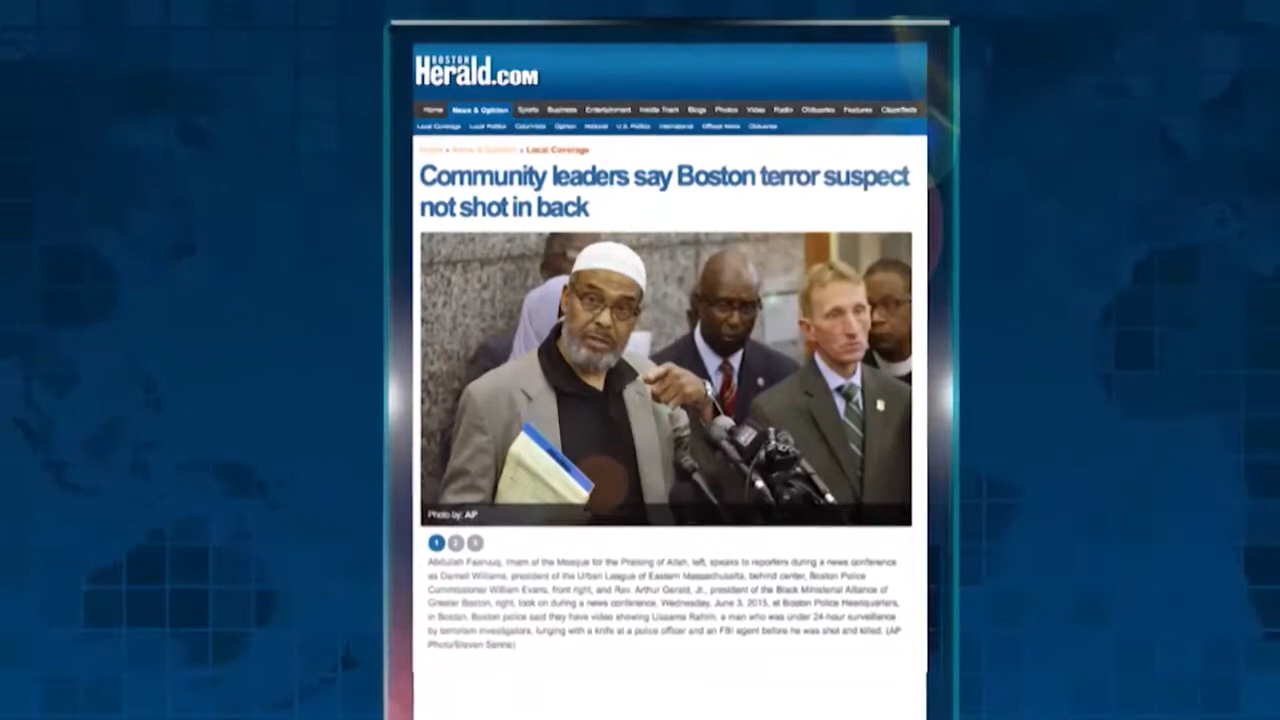 BOSTON
Herald.com
Home News & Opinion Sports Business Entertainment Inside Track Blogs Photos Video Radio Obituaries Features Classifieds
Local Coverage Local Politics Columnists Opinion National U.S. Politics International Offbeat News Obituaries
Home » News & Opinion » Local Coverage
Community leaders say Boston terror suspect
not shot in back
Photo by: AP
1 2 3
Abdullah Faaruuq, Imam of the Mosque for the Praising of Allah, left, speaks to reporters during a news conference
as Darnell Williams, president of the Urban League of Eastern Massachusetts, behind center, Boston Police
Commissioner William Evans, front right, and Rev. Arthur Gerald, Jr., president of the Black Ministerial Alliance of
Greater Boston, right, look on during a news conference, Wednesday, June 3, 2015, at Boston Police Headquarters,
in Boston. Boston police said they have video showing Usaama Rahim, a man who was under 24-hour surveillance
by terrorism investigators, lunging with a knife at a police officer and an FBI agent before he was shot and killed. (AP
Photo/Steven Senne)